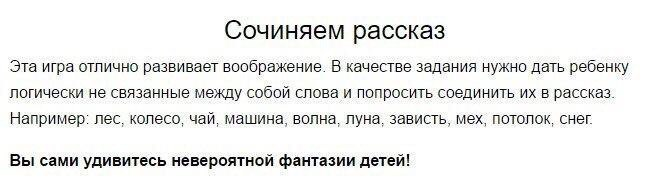 Сочиняем рассказ
Эта игра отлично развивает воображение. В качестве задания нужно дать ребенку
логически не связанные между собой слова и попросить соединить их в рассказ.
Например: лес, колесо, чай, машина, волна, луна, зависть, мех, потолок, снег.
Вы сами удивитесь невероятной фантазии детей!